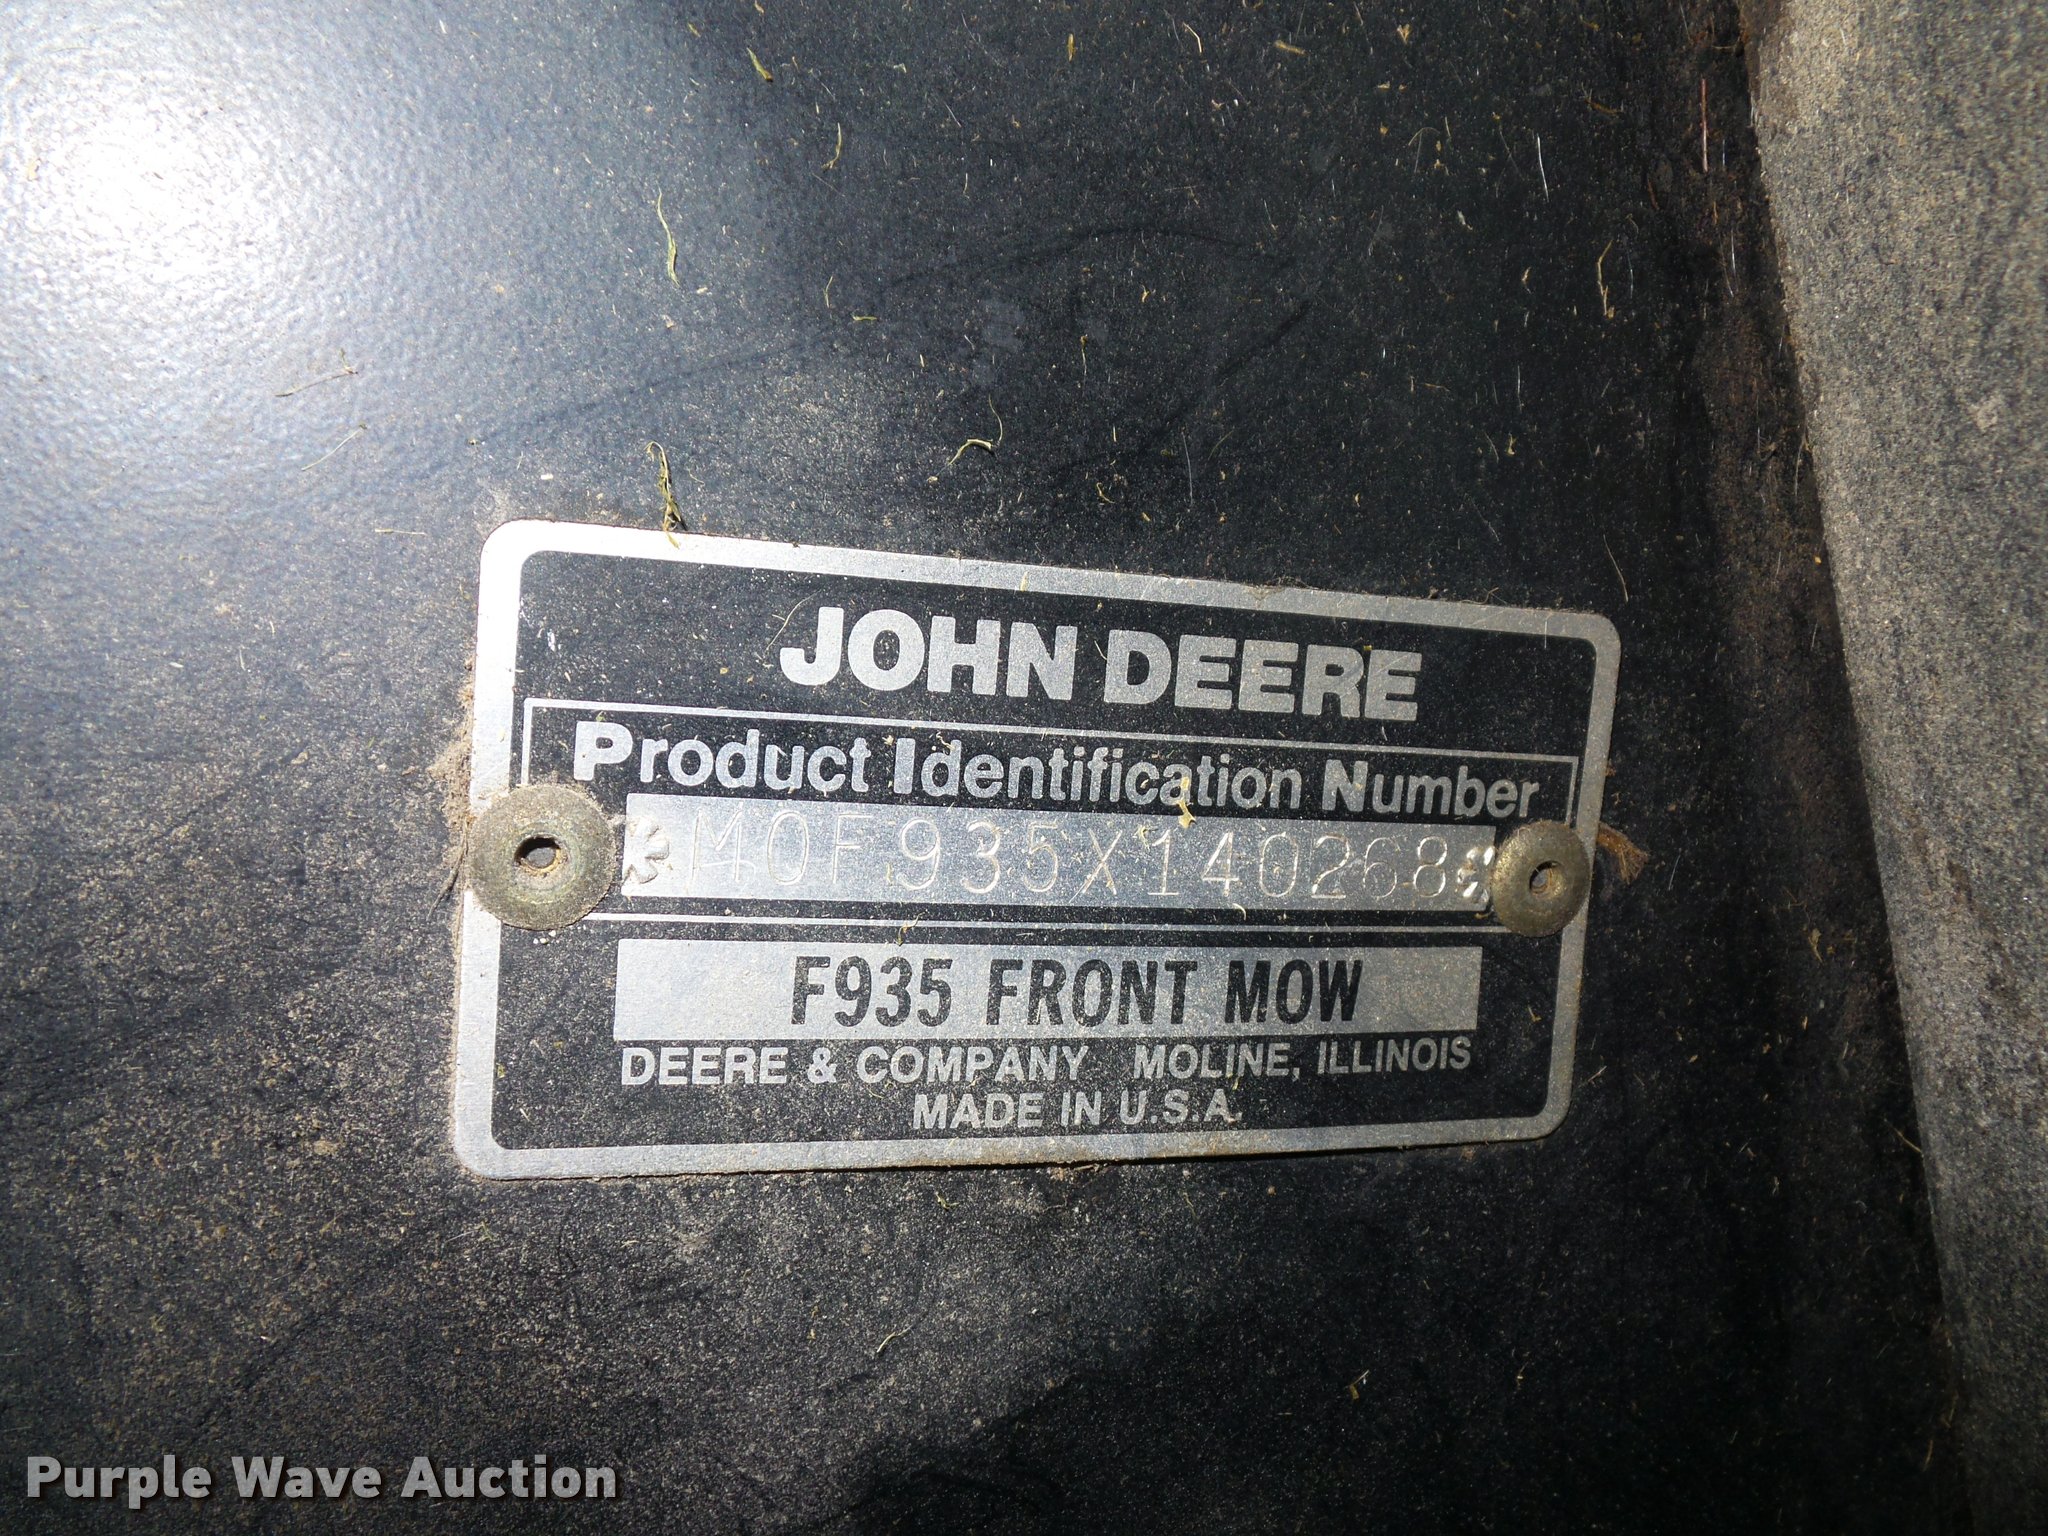 JOHN DEERE
Product Identification Number
*M0F935X140268*
F935 FRONT MOW
DEERE & COMPANY MOLINE, ILLINOIS
MADE IN U.S.A.
Purple Wave Auction